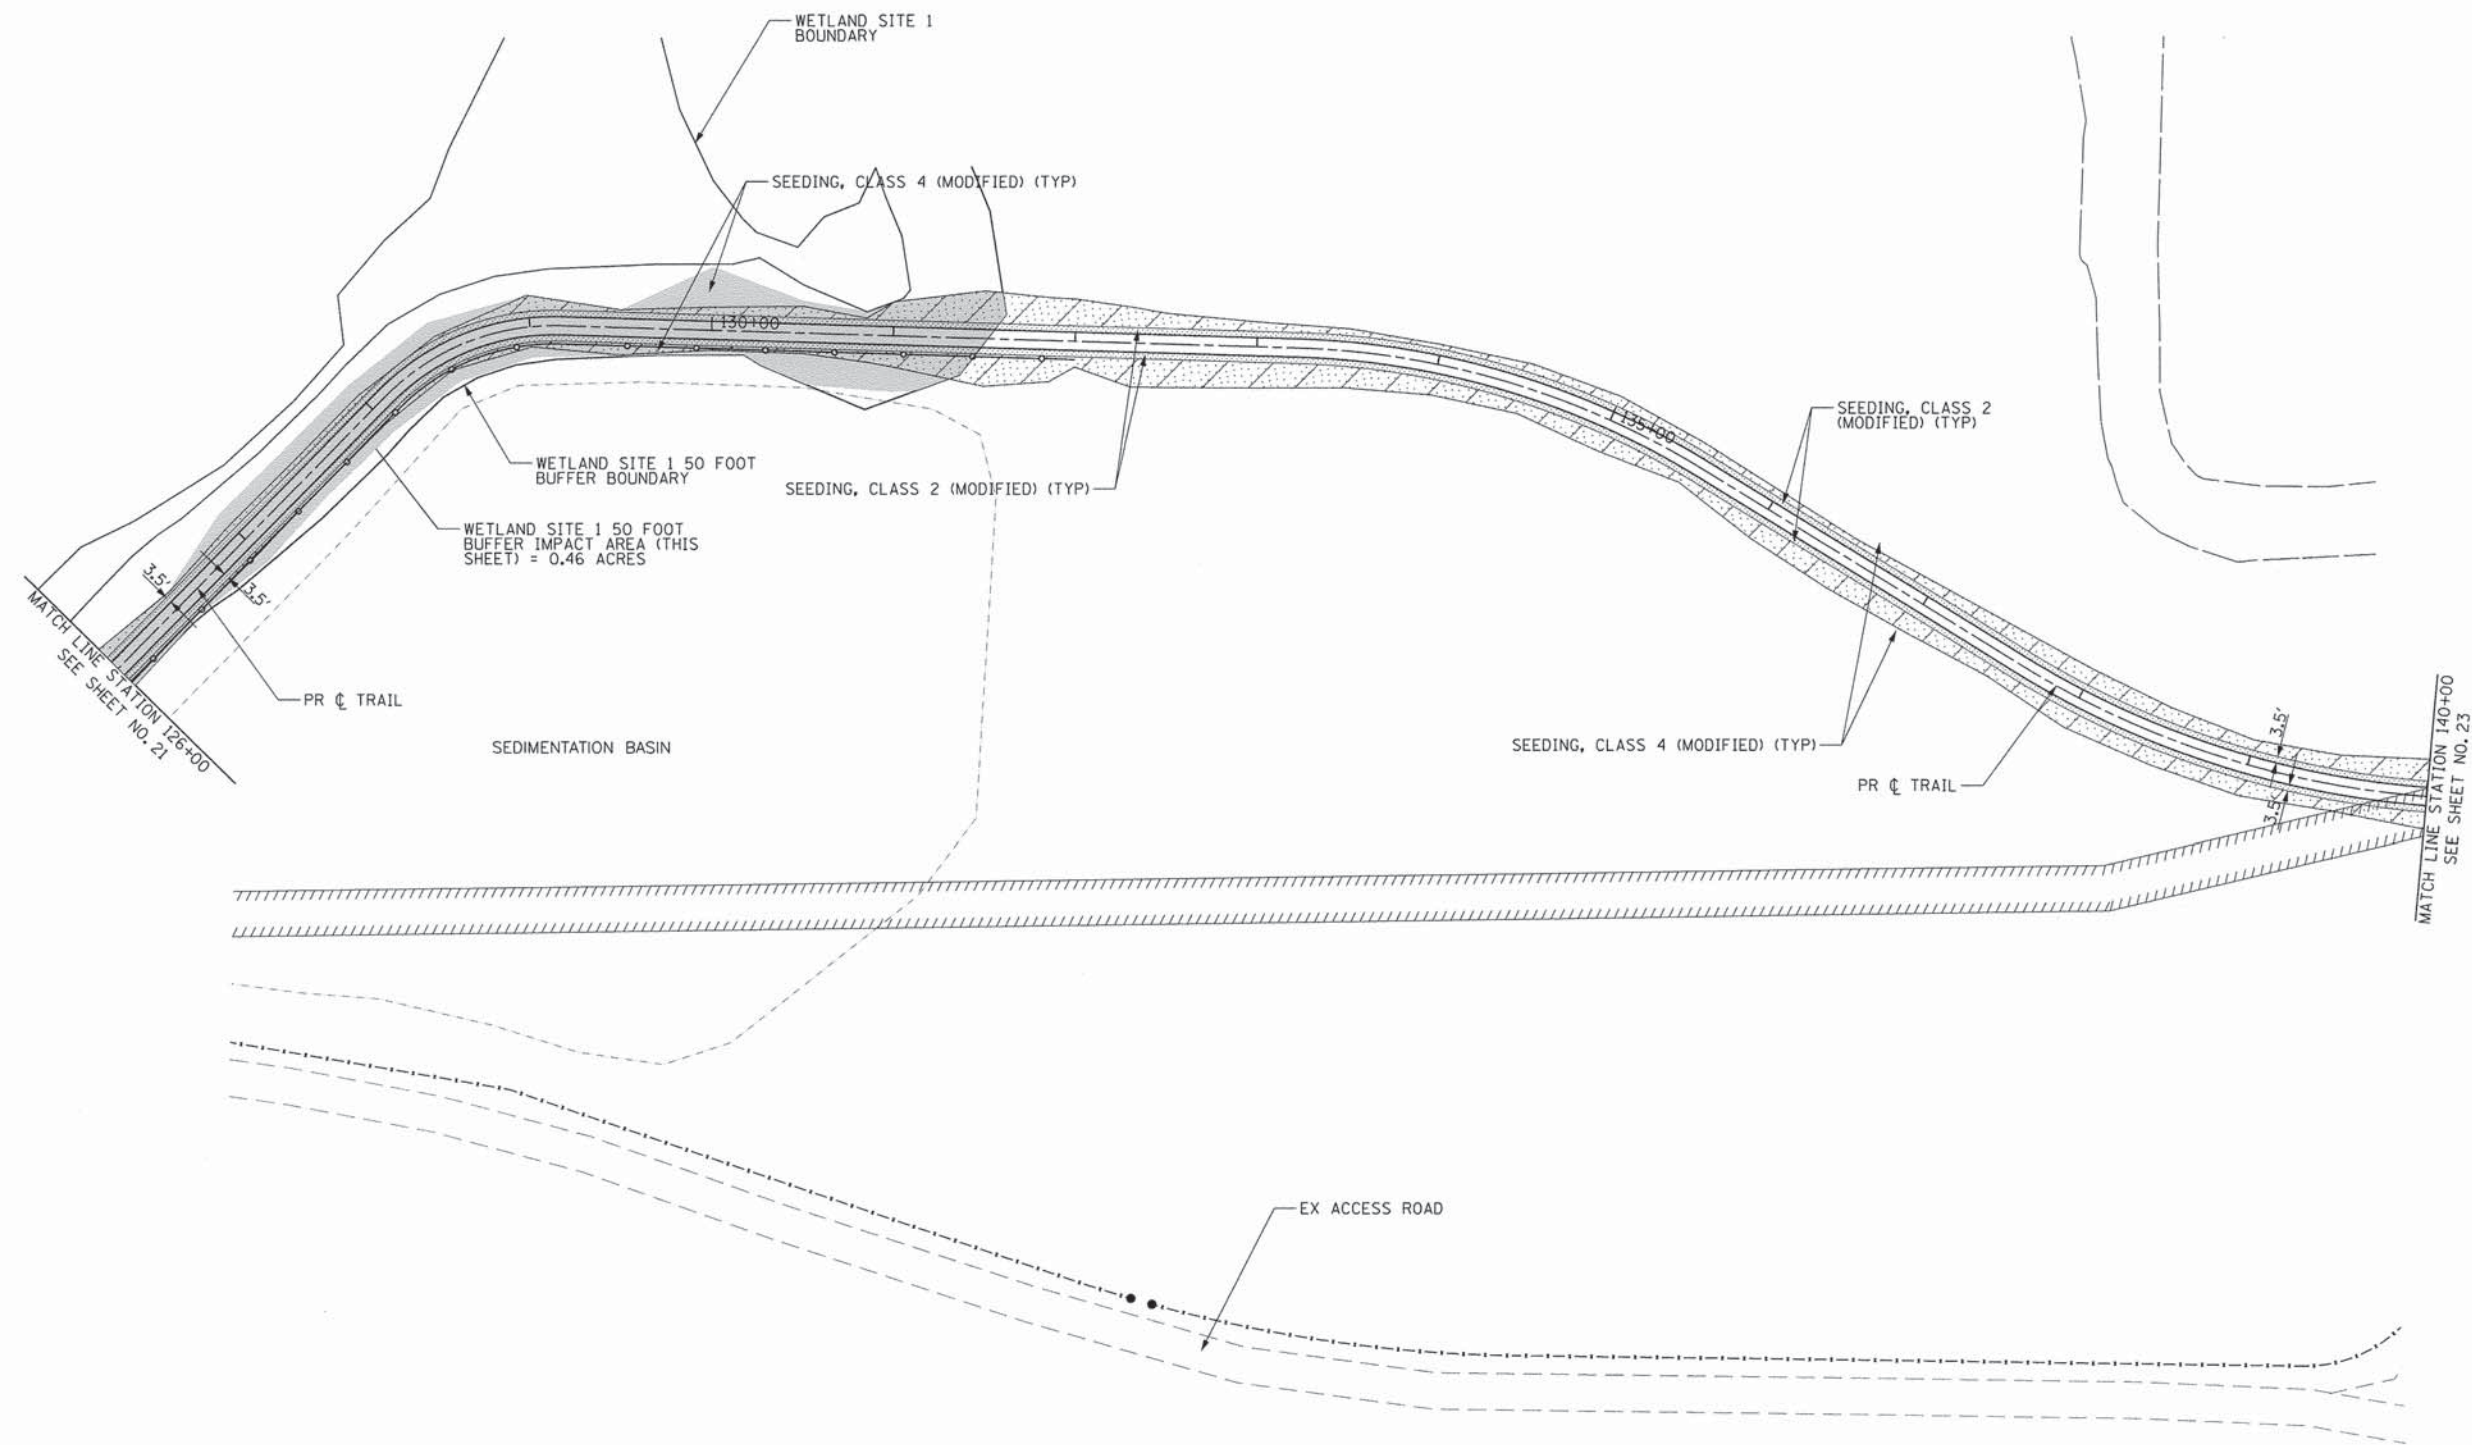 WETLAND SITE 1
BOUNDARY
SEEDING, CLASS 4 (MODIFIED) (TYP)
130+00
SEEDING, CLASS 2
(MODIFIED) (TYP)
135+00
WETLAND SITE 1 50 FOOT
BUFFER BOUNDARY
SEEDING, CLASS 2 (MODIFIED) (TYP)
WETLAND SITE 1 50 FOOT
BUFFER IMPACT AREA (THIS
SHEET) = 0.46 ACRES
3.5'
3.5'
MATCH LINE STATION 126+00
SEE SHEET NO. 21
PR ℄ TRAIL
SEDIMENTATION BASIN
SEEDING, CLASS 4 (MODIFIED) (TYP)
PR ℄ TRAIL
3.5'
3.5'
MATCH LINE STATION 140+00
SEE SHEET NO. 23
EX ACCESS ROAD